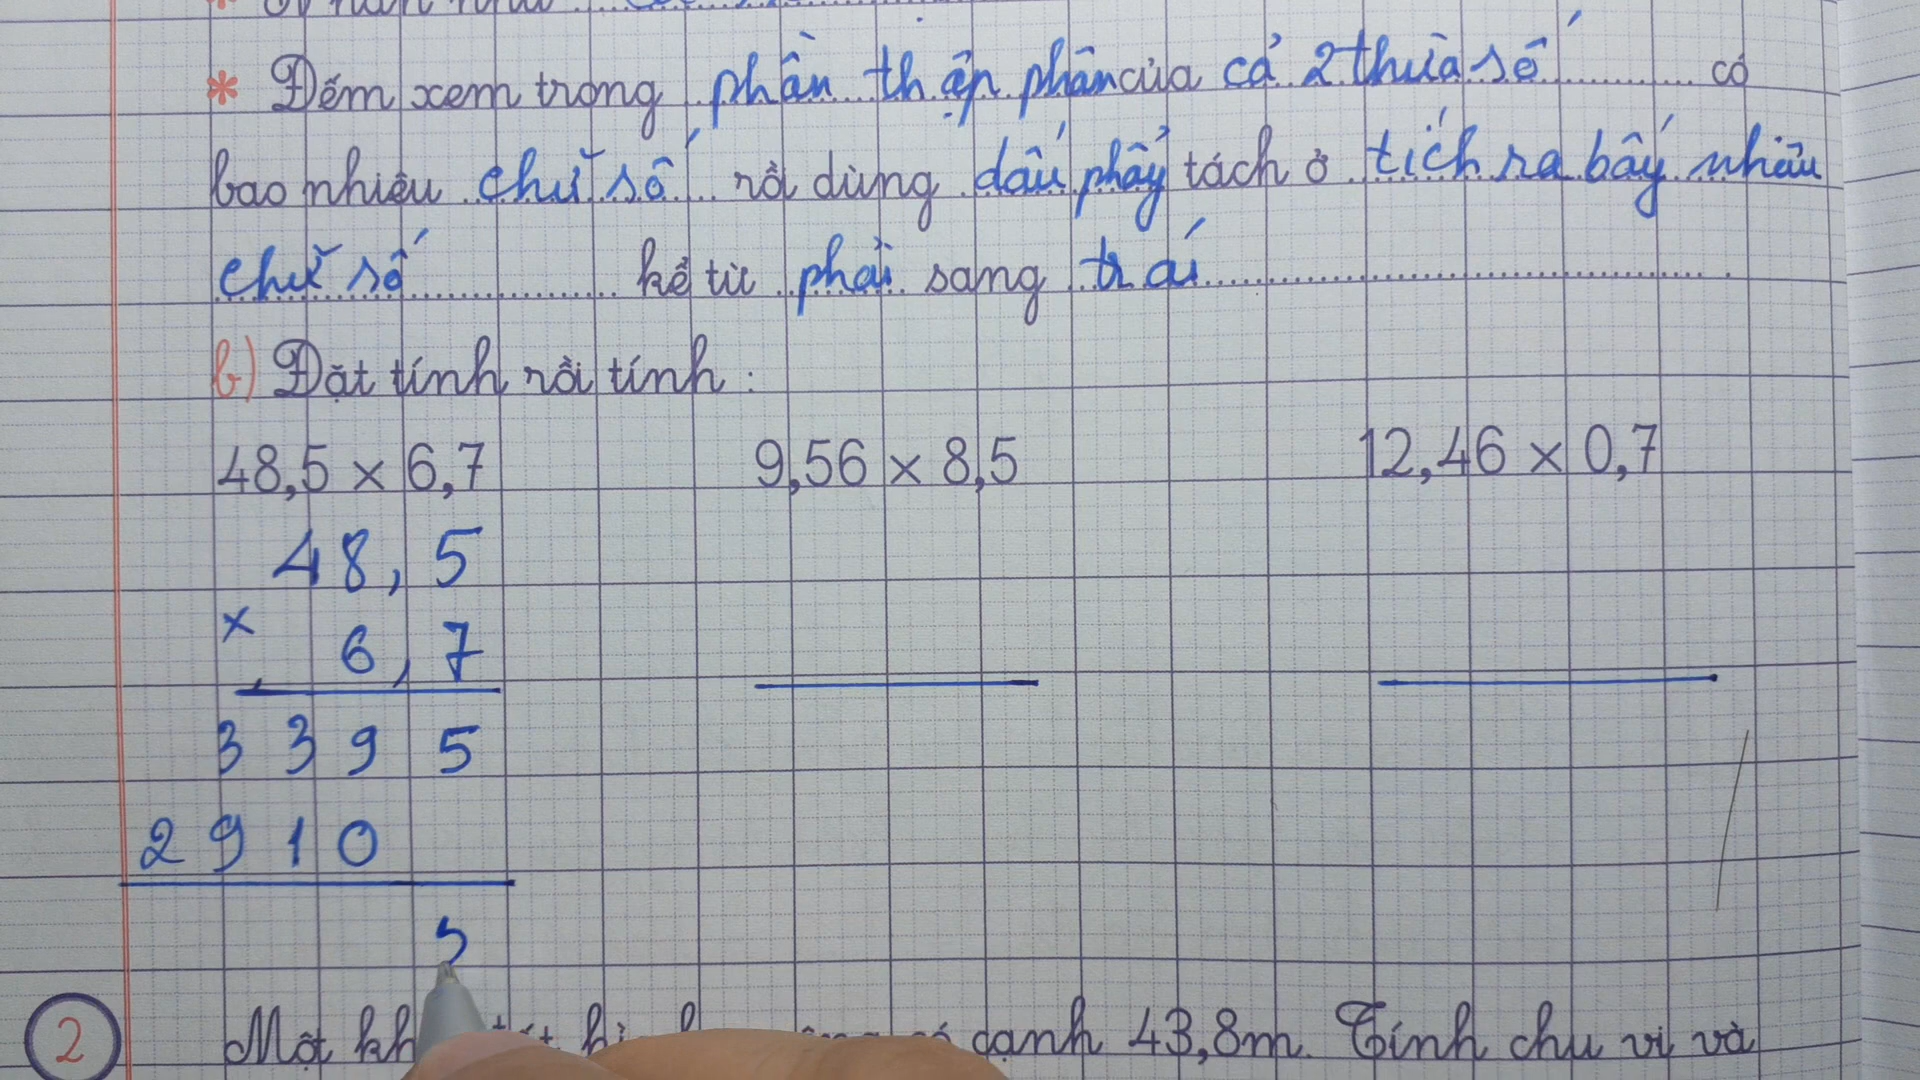 * Đếm xem trong phần thập phân của cả 2 thừa số ........ có
bao nhiêu chữ số ... rồi dùng dấu phẩy tách ở tích ra bấy nhiêu
chữ số ............ kể từ phải sang trái ..............................
b) Đặt tính rồi tính:
48,5 x 6,7 9,56 x 8,5 12,46 x 0,7
48,5
x
6,7
3395
2910
5
2 Một hì cạnh 43,8m. Tính chu vi và